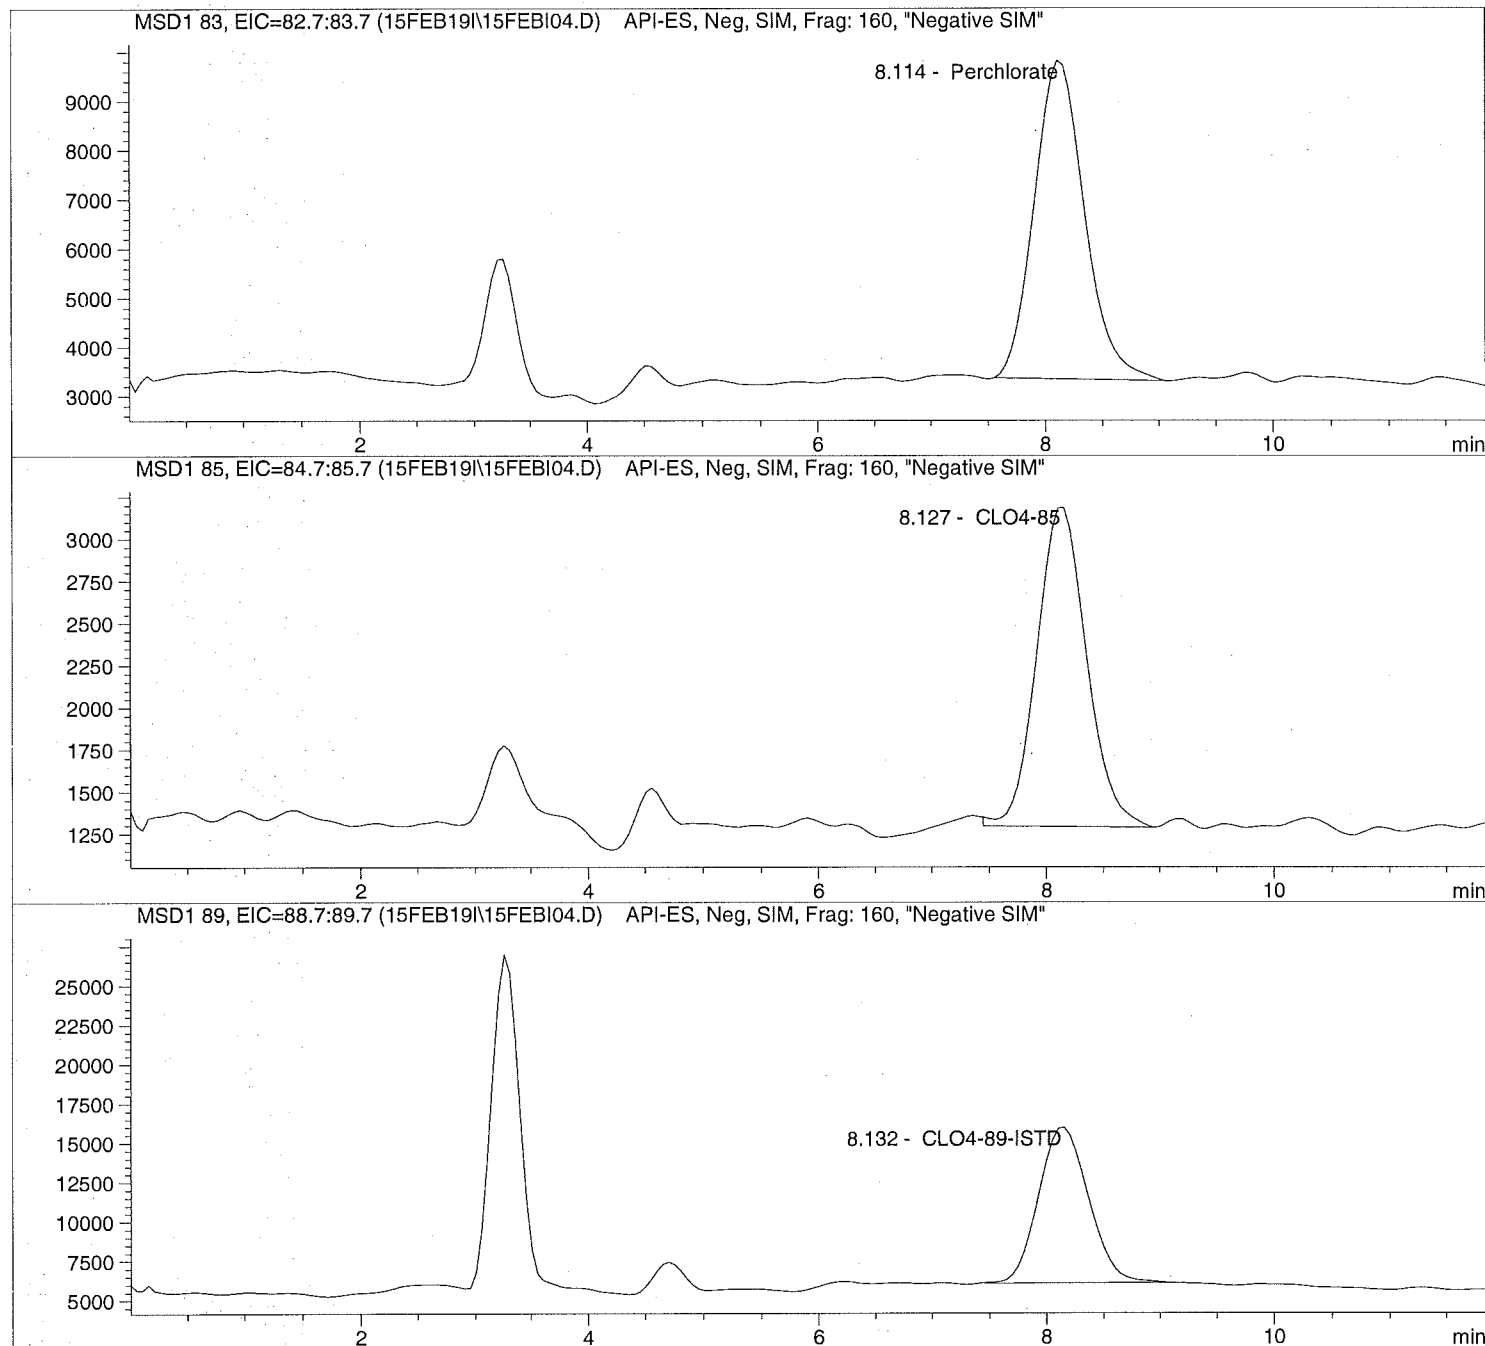 MSD1 83, EIC=82.7:83.7 (15FEB19I\15FEBI04.D) API-ES, Neg, SIM, Frag: 160, "Negative SIM"
8.114 - Perchlorate
9000
8000
7000
6000
5000
4000
3000
2 4 6 8 10 min
MSD1 85, EIC=84.7:85.7 (15FEB19I\15FEBI04.D) API-ES, Neg, SIM, Frag: 160, "Negative SIM"
8.127 - CLO4-85
3000
2750
2500
2250
2000
1750
1500
1250
2 4 6 8 10 min
MSD1 89, EIC=88.7:89.7 (15FEB19I\15FEBI04.D) API-ES, Neg, SIM, Frag: 160, "Negative SIM"
25000
22500
20000
17500
15000
8.132 - CLO4-89-ISTD
12500
10000
7500
5000
2 4 6 8 10 min